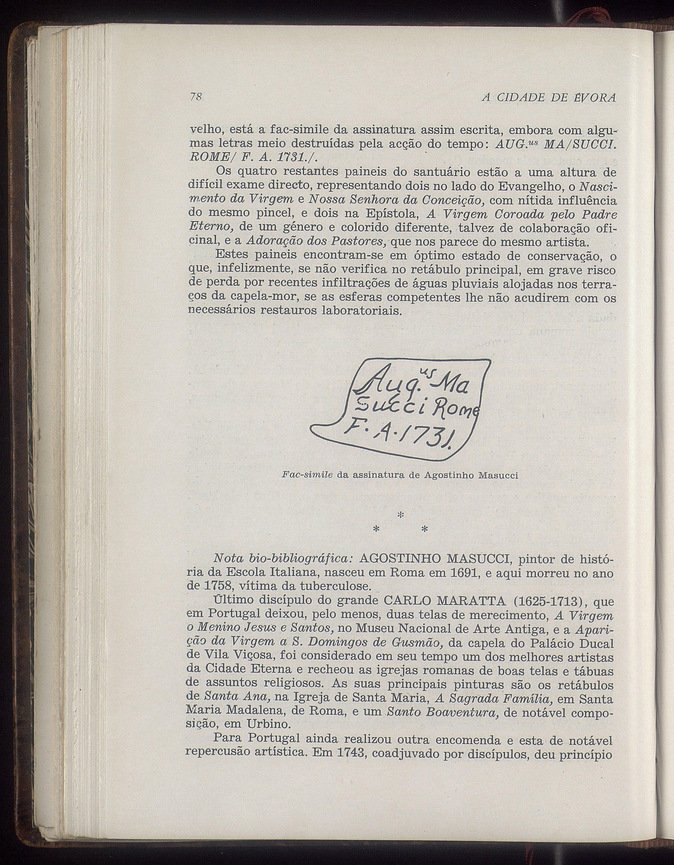 78
A CIDADE DE ÉVORA
velho, está a fac-simile da assinatura assim escrita, embora com algu-
mas letras meio destruídas pela acção do tempo: AUG.us MA/SUCCI.
ROME/ F. A. 1731./.
Os quatro restantes paineis do santuário estão a uma altura de
difícil exame directo, representando dois no lado do Evangelho, o Nasci-
mento da Virgem e Nossa Senhora da Conceição, com nítida influência
do mesmo pincel, e dois na Epístola, A Virgem Coroada pelo Padre
Eterno, de um género e colorido diferente, talvez de colaboração ofi-
cinal, e a Adoração dos Pastores, que nos parece do mesmo artista.
Estes paineis encontram-se em óptimo estado de conservação, o
que, infelizmente, se não verifica no retábulo principal, em grave risco
de perda por recentes infiltrações de águas pluviais alojadas nos terra-
ços da capela-mor, se as esferas competentes lhe não acudirem com os
necessários restauros laboratoriais.
Aug.us Ma
Succi Rome
F. A. 1731.
Fac-simile da assinatura de Agostinho Masucci
*
* *
Nota bio-bibliográfica: AGOSTINHO MASUCCI, pintor de histó-
ria da Escola Italiana, nasceu em Roma em 1691, e aqui morreu no ano
de 1758, vítima da tuberculose.
Último discípulo do grande CARLO MARATTA (1625-1713), que
em Portugal deixou, pelo menos, duas telas de merecimento, A Virgem
o Menino Jesus e Santos, no Museu Nacional de Arte Antiga, e a Apari-
ção da Virgem a S. Domingos de Gusmão, da capela do Palácio Ducal
de Vila Viçosa, foi considerado em seu tempo um dos melhores artistas
da Cidade Eterna e recheou as igrejas romanas de boas telas e tábuas
de assuntos religiosos. As suas principais pinturas são os retábulos
de Santa Ana, na Igreja de Santa Maria, A Sagrada Família, em Santa
Maria Madalena, de Roma, e um Santo Boaventura, de notável compo-
sição, em Urbino.
Para Portugal ainda realizou outra encomenda e esta de notável
repercusão artística. Em 1743, coadjuvado por discípulos, deu princípio